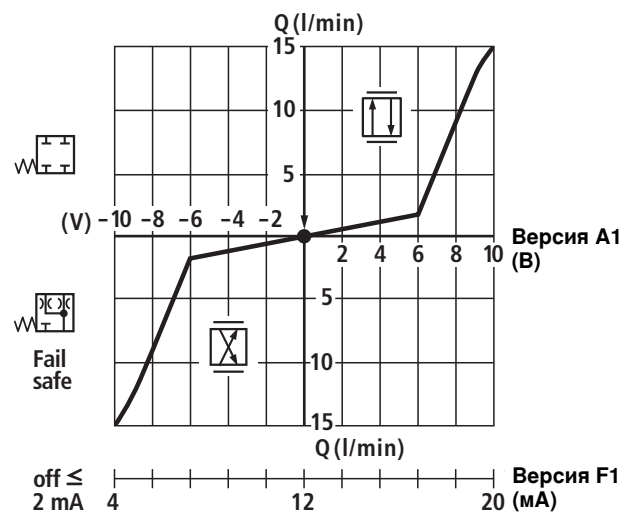 Q (l/min)
15
10
5
(V) −10 −8 −6 −4 −2
2 4 6 8 10
Версия A1
(В)
5
10
15
Fail
safe
Q (l/min)
off ≤
2 mA
4 12 20
Версия F1
(мА)